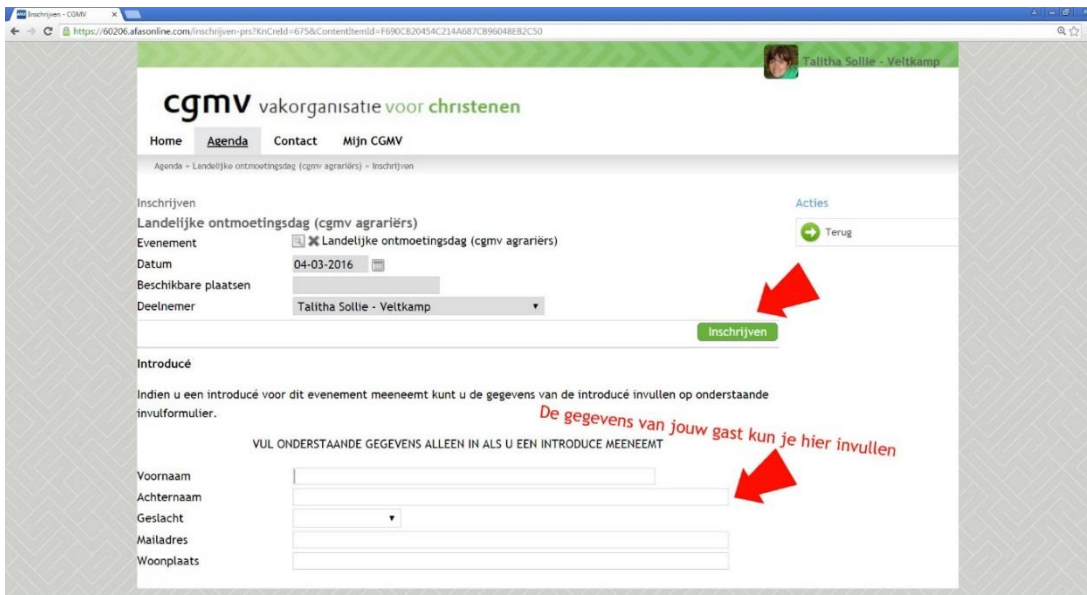 Inschrijven - CGMV
https://60206.afasonline.com/inschrijven-prs?KnCreId=675&ContentItemId=F690CB20454C214A687CB96048EB2C50
Talitha Sollie - Veltkamp
cgmv vakorganisatie voor christenen
Home Agenda Contact Mijn CGMV
Agenda » Landelijke ontmoetingsdag (cgmv agrariërs) » Inschrijven
Inschrijven
Acties
Landelijke ontmoetingsdag (cgmv agrariërs)
Terug
Evenement Landelijke ontmoetingsdag (cgmv agrariërs)
Datum 04-03-2016
Beschikbare plaatsen
Deelnemer Talitha Sollie - Veltkamp
Inschrijven
Introducé
Indien u een introducé voor dit evenement meeneemt kunt u de gegevens van de introducé invullen op onderstaande
invulformulier.
De gegevens van jouw gast kun je hier invullen
VUL ONDERSTAANDE GEGEVENS ALLEEN IN ALS U EEN INTRODUCE MEENEEMT
Voornaam
Achternaam
Geslacht
Mailadres
Woonplaats